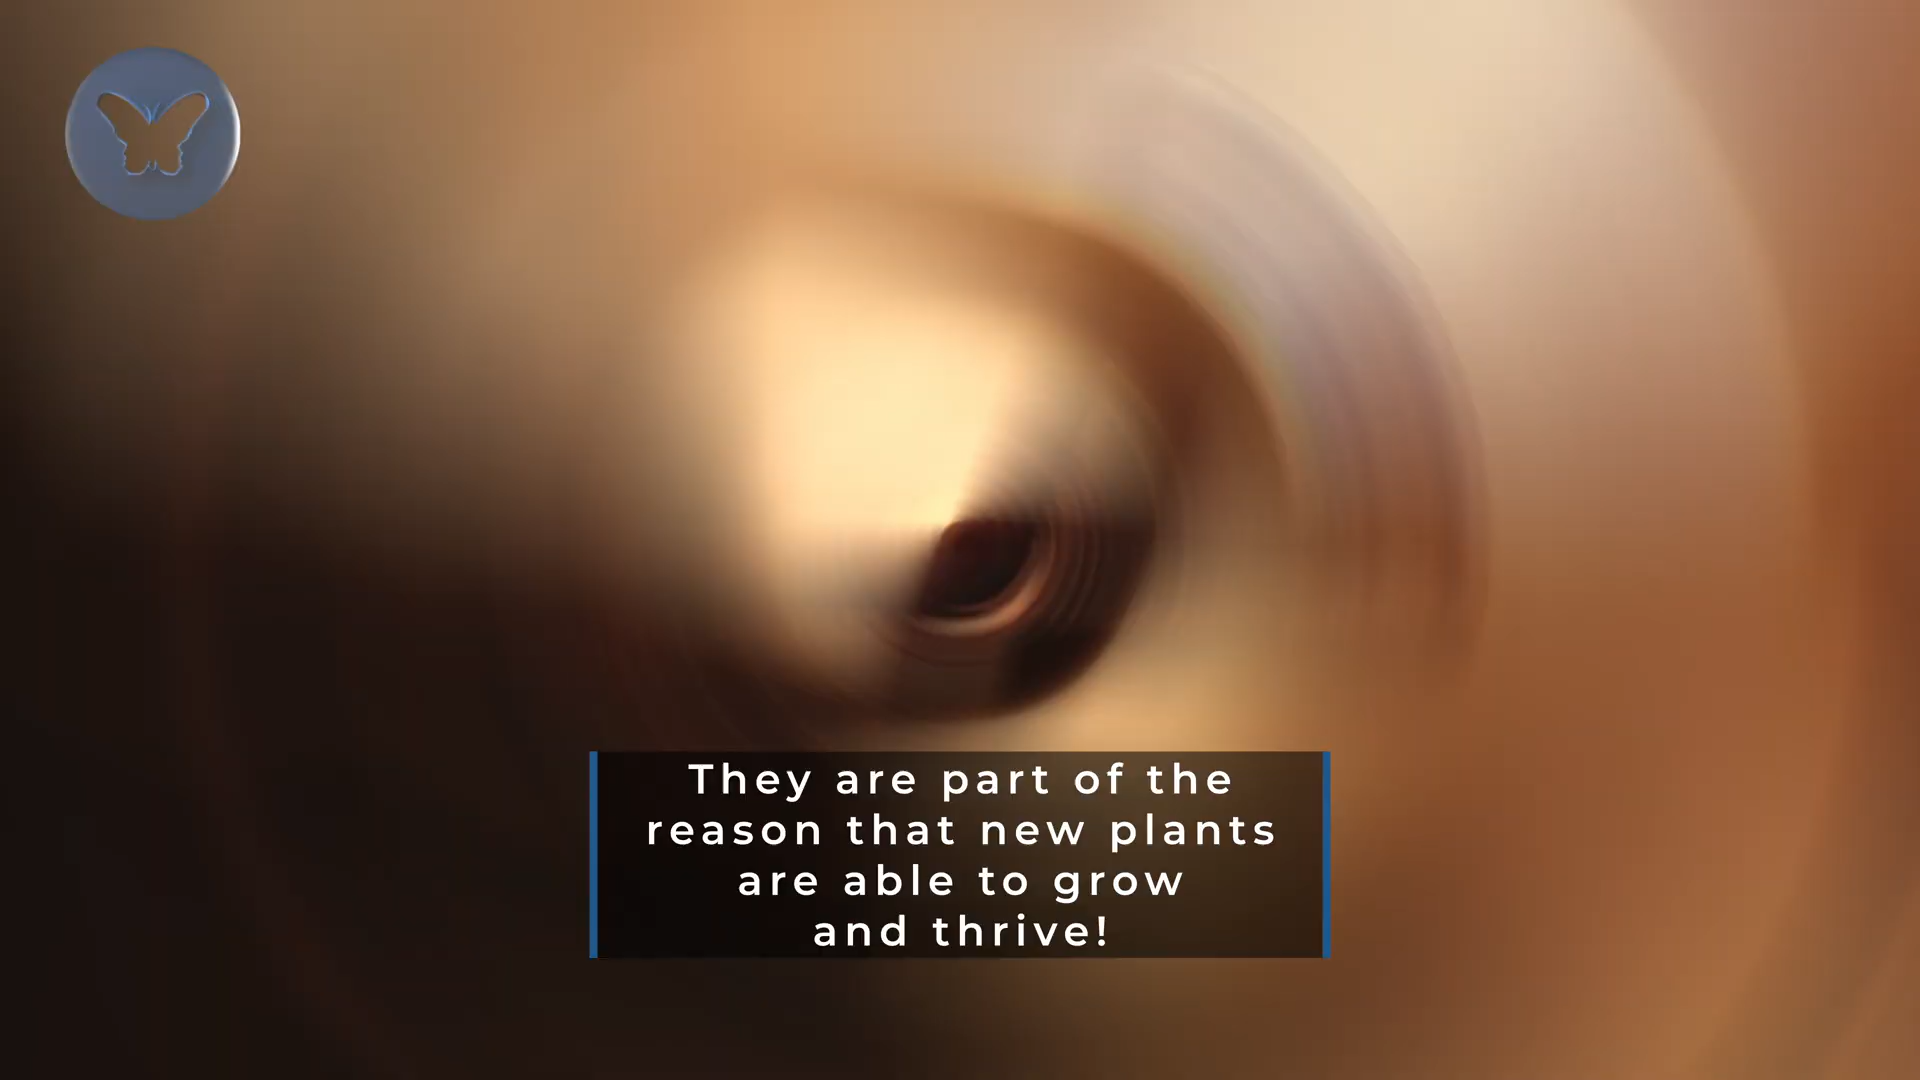 They are part of the
reason that new plants
are able to grow
and thrive!